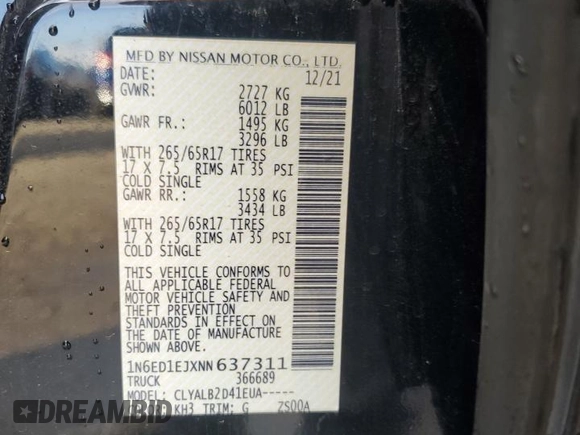 MFD BY NISSAN MOTOR CO., LTD.
DATE: 12/21
GVWR: 2727 KG
6012 LB
GAWR FR.: 1495 KG
3296 LB
WITH 265/65R17 TIRES
17 X 7.5 RIMS AT 35 PSI
COLD SINGLE
GAWR RR.: 1558 KG
3434 LB
WITH 265/65R17 TIRES
17 X 7.5 RIMS AT 35 PSI
COLD SINGLE
THIS VEHICLE CONFORMS TO
ALL APPLICABLE FEDERAL
MOTOR VEHICLE SAFETY AND
THEFT PREVENTION
STANDARDS IN EFFECT ON
THE DATE OF MANUFACTURE
SHOWN ABOVE.
1N6ED1EJXNN637311
TRUCK 366689
MODEL: CLYALB2D41EUA-----
KH3 TRIM: G ZS00A
AUTOBIDMASTER